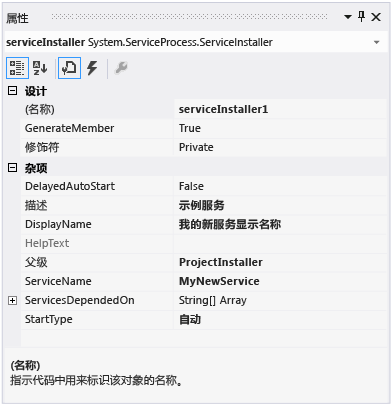 属性
serviceInstaller System.ServiceProcess.ServiceInstaller
设计
(名称) serviceInstaller1
GenerateMember True
修饰符 Private
杂项
DelayedAutoStart False
描述 示例服务
DisplayName 我的新服务显示名称
HelpText
父级 ProjectInstaller
ServiceName MyNewService
ServicesDependedOn String[] Array
StartType 自动
(名称)
指示代码中用来标识该对象的名称。